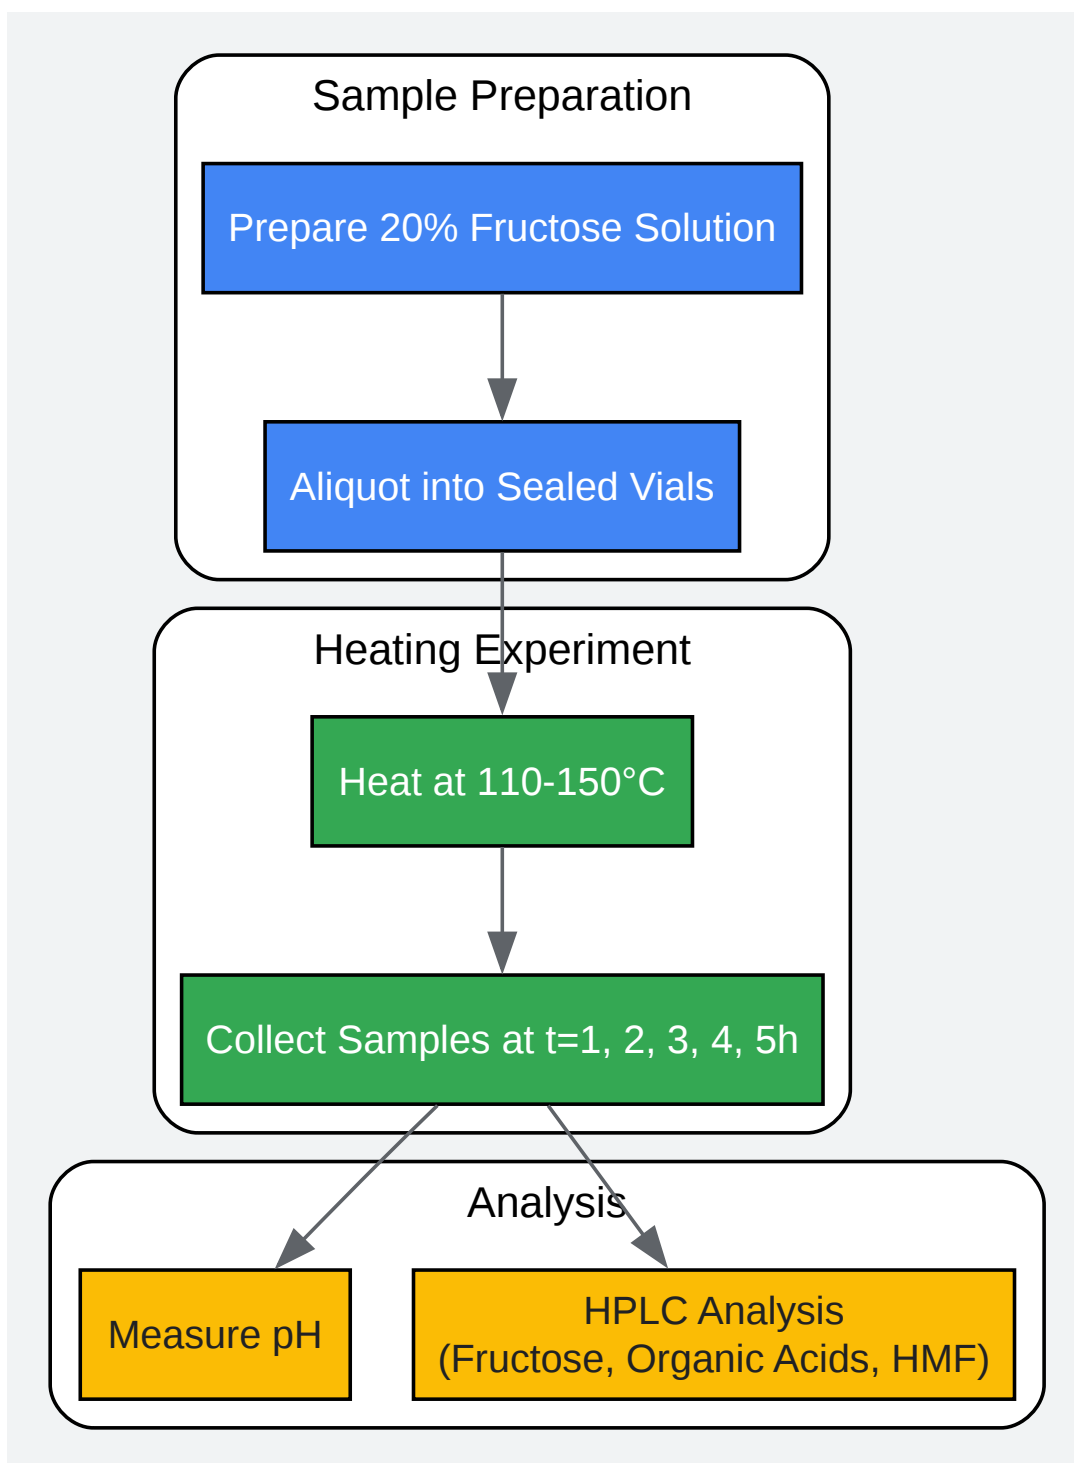 Sample Preparation
Prepare 20% Fructose Solution
Aliquot into Sealed Vials
Heating Experiment
Heat at 110-150°C
Collect Samples at t=1, 2, 3, 4, 5h
Analysis
Measure pH
HPLC Analysis
(Fructose, Organic Acids, HMF)